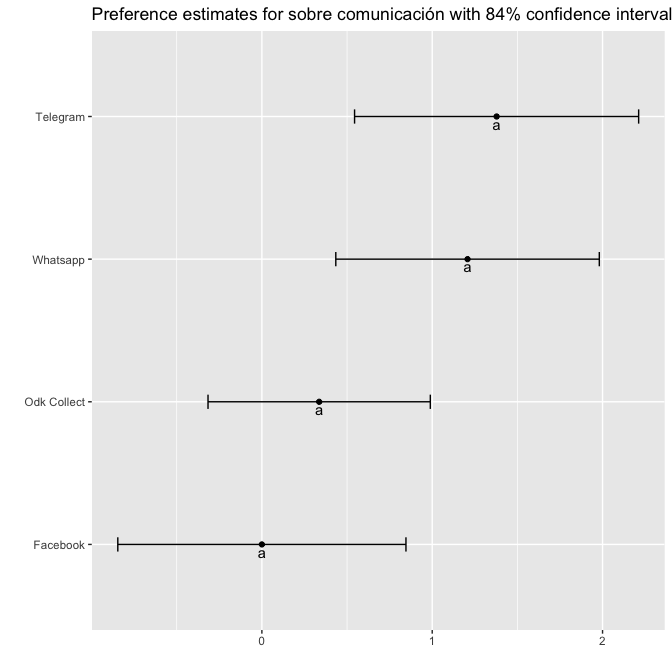 Preference estimates for sobre comunicación with 84% confidence interval
Telegram
a
Whatsapp
a
Odk Collect
a
Facebook
a
0 1 2